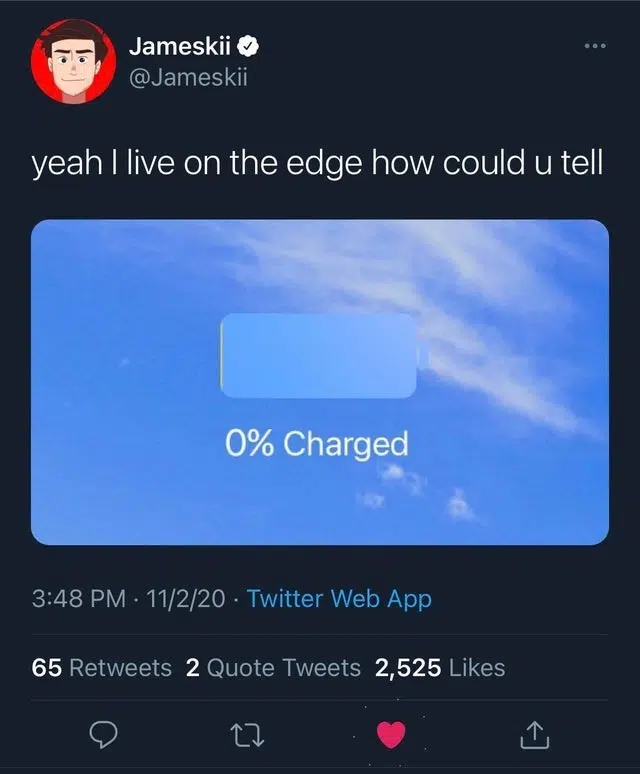 Jameskii
@Jameskii
yeah I live on the edge how could u tell
0% Charged
3:48 PM · 11/2/20 · Twitter Web App
65 Retweets 2 Quote Tweets 2,525 Likes